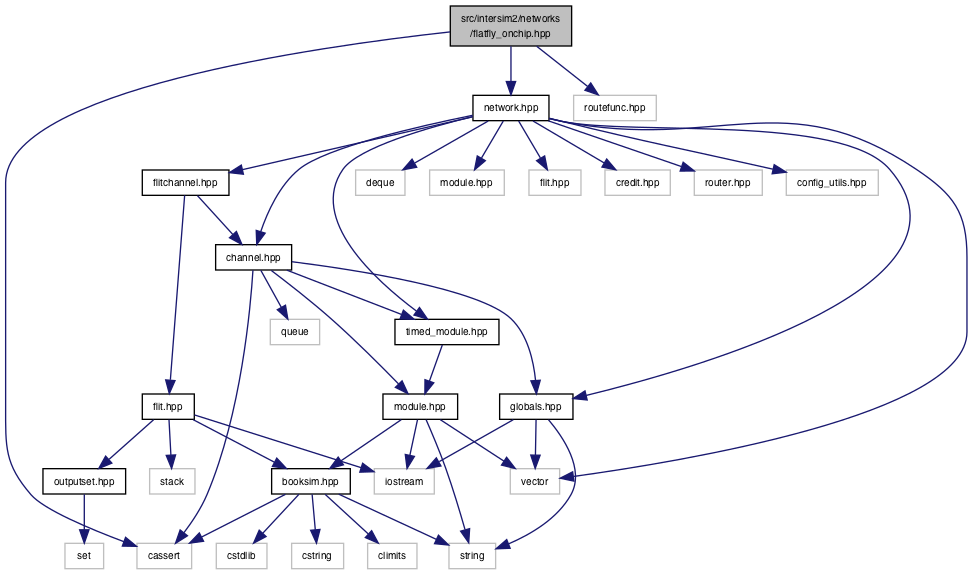 src/intersim2/networks
/flatfly_onchip.hpp
network.hpp
routefunc.hpp
flitchannel.hpp
deque
module.hpp
flit.hpp
credit.hpp
router.hpp
config_utils.hpp
channel.hpp
queue
timed_module.hpp
flit.hpp
module.hpp
globals.hpp
outputset.hpp
stack
booksim.hpp
iostream
vector
set
cassert
cstdlib
cstring
climits
string